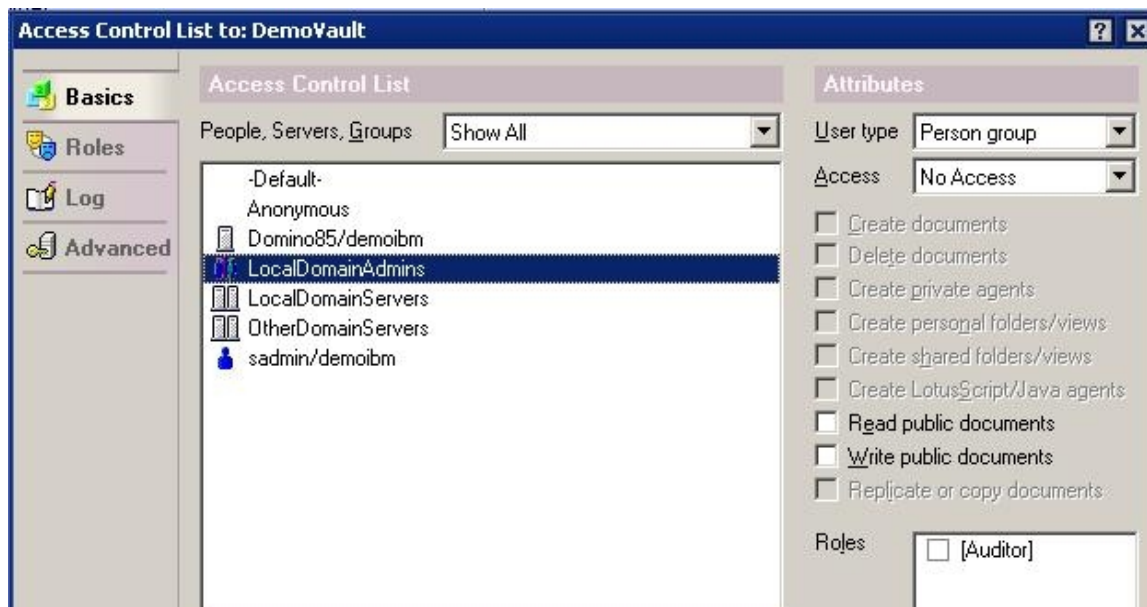 Access Control List to: DemoVault
Basics
Roles
Log
Advanced
Access Control List
People, Servers, Groups Show All
-Default-
Anonymous
Domino85/demoibm
LocalDomainAdmins
LocalDomainServers
OtherDomainServers
sadmin/demoibm
Attributes
User type Person group
Access No Access
Create documents
Delete documents
Create private agents
Create personal folders/views
Create shared folders/views
Create LotusScript/Java agents
Read public documents
Write public documents
Replicate or copy documents
Roles [Auditor]